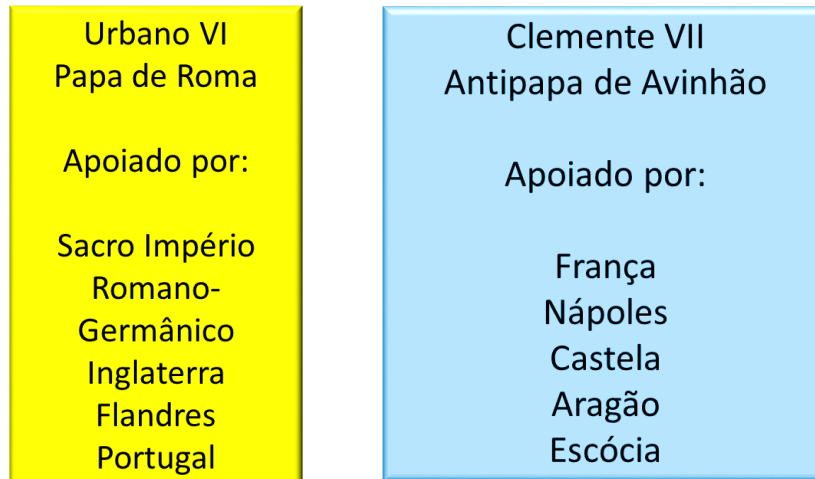 Urbano VI
Papa de Roma
Apoiado por:
Sacro Império
Romano-
Germânico
Inglaterra
Flandres
Portugal
Clemente VII
Antipapa de Avinhão
Apoiado por:
França
Nápoles
Castela
Aragão
Escócia